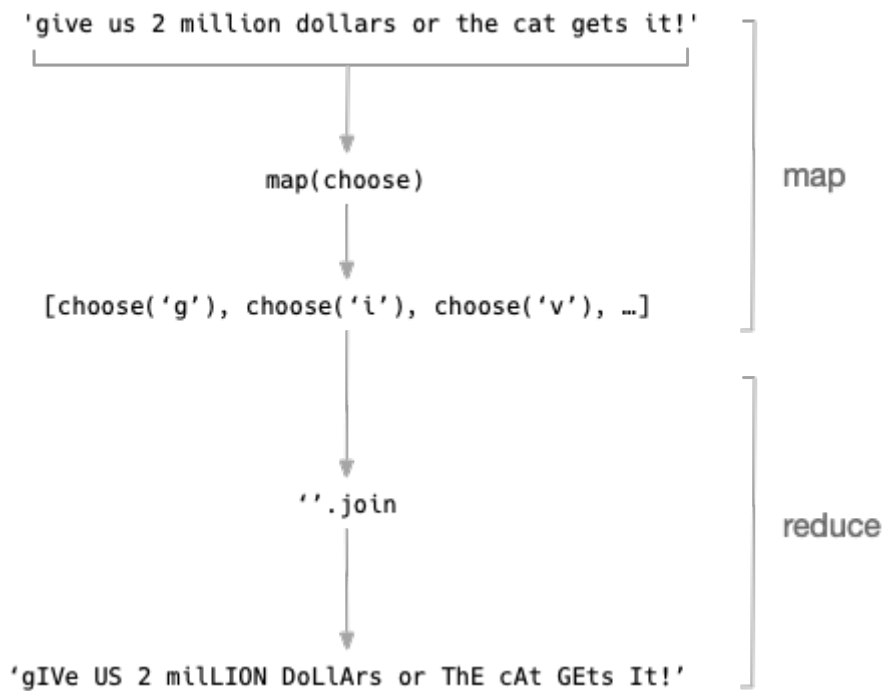 'give us 2 million dollars or the cat gets it!'
map(choose)
map
[choose(‘g’), choose(‘i’), choose(‘v’), …]
‘’.join
reduce
‘gIVe US 2 milLION DoLlArs or ThE cAt GEts It!’